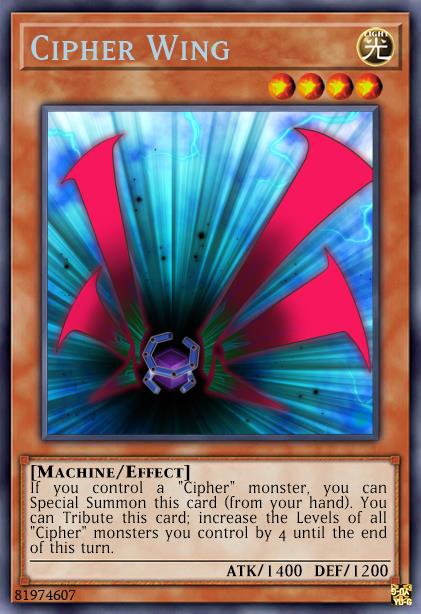 Cipher Wing
LIGHT
光
[Machine/Effect]
If you control a "Cipher" monster, you can
Special Summon this card (from your hand). You
can Tribute this card; increase the Levels of all
"Cipher" monsters you control by 4 until the end
of this turn.
ATK/1400 DEF/1200
81974607